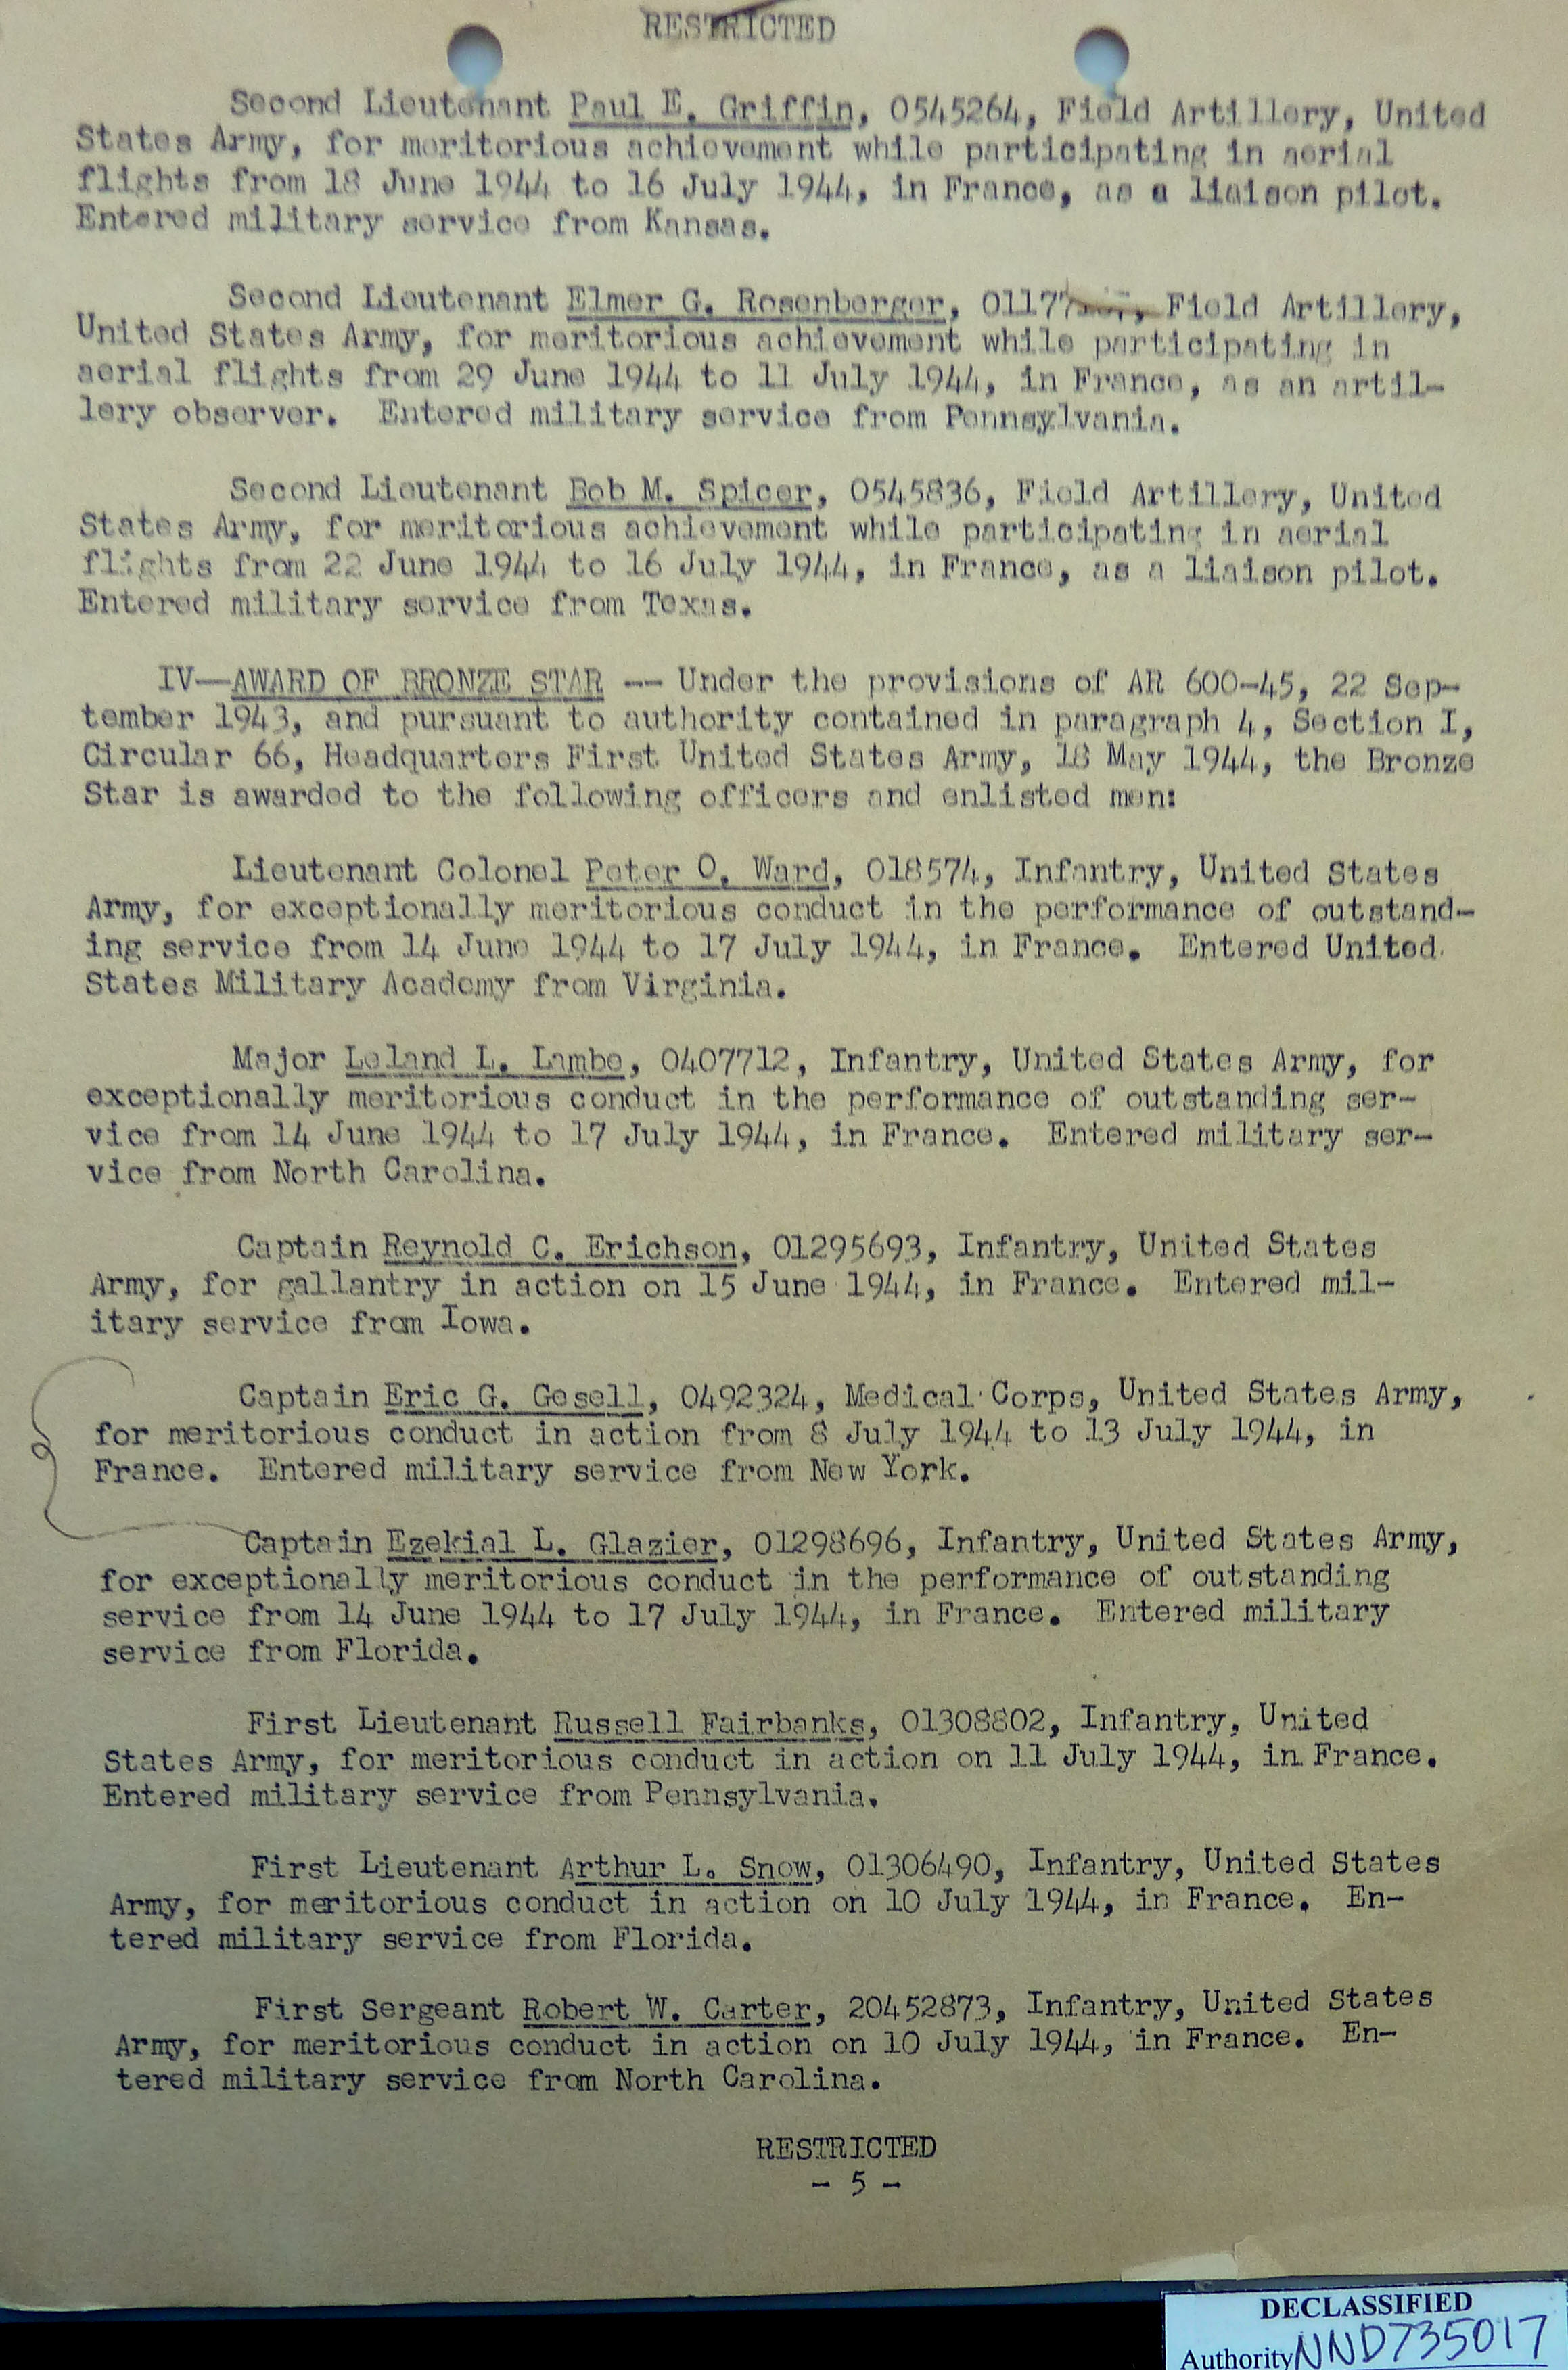 RESTRICTED
Second Lieutenant Paul E. Griffin, O545264, Field Artillery, United
States Army, for meritorious achievement while participating in aerial
flights from 18 June 1944 to 16 July 1944, in France, as a liaison pilot.
Entered military service from Kansas.
Second Lieutenant Elmer G. Rosenberger, Field Artillery,
United States Army, for meritorious achievement while participating in
aerial flights from 29 June 1944 to 11 July 1944, in France, as an artil-
lery observer. Entered military service from Pennsylvania.
Second Lieutenant Bob M. Spicer, O545836, Field Artillery, United
States Army, for meritorious achievement while participating in aerial
flights from 22 June 1944 to 16 July 1944, in France, as a liaison pilot.
Entered military service from Texas.
IV—AWARD OF BRONZE STAR -- Under the provisions of AR 600-45, 22 Sep-
tember 1943, and pursuant to authority contained in paragraph 4, Section I,
Circular 66, Headquarters First United States Army, 18 May 1944, the Bronze
Star is awarded to the following officers and enlisted men:
Lieutenant Colonel Peter O. Ward, O18574, Infantry, United States
Army, for exceptionally meritorious conduct in the performance of outstand-
ing service from 14 June 1944 to 17 July 1944, in France. Entered United
States Military Academy from Virginia.
Major Leland L. Lambe, O407712, Infantry, United States Army, for
exceptionally meritorious conduct in the performance of outstanding ser-
vice from 14 June 1944 to 17 July 1944, in France. Entered military ser-
vice from North Carolina.
Captain Reynold C. Erichson, O1295693, Infantry, United States
Army, for gallantry in action on 15 June 1944, in France. Entered mil-
itary service from Iowa.
Captain Eric G. Gesell, O492324, Medical Corps, United States Army,
for meritorious conduct in action from 8 July 1944 to 13 July 1944, in
France. Entered military service from New York.
Captain Ezekial L. Glazier, O1298696, Infantry, United States Army,
for exceptionally meritorious conduct in the performance of outstanding
service from 14 June 1944 to 17 July 1944, in France. Entered military
service from Florida.
First Lieutenant Russell Fairbanks, O1308802, Infantry, United
States Army, for meritorious conduct in action on 11 July 1944, in France.
Entered military service from Pennsylvania.
First Lieutenant Arthur L. Snow, O1306490, Infantry, United States
Army, for meritorious conduct in action on 10 July 1944, in France. En-
tered military service from Florida.
First Sergeant Robert W. Carter, 20452873, Infantry, United States
Army, for meritorious conduct in action on 10 July 1944, in France. En-
tered military service from North Carolina.
RESTRICTED
- 5 -
DECLASSIFIED
Authority NND735017